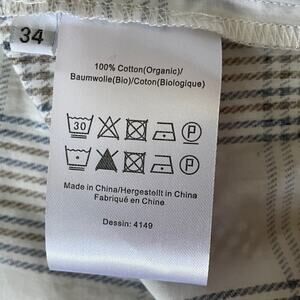 34
100% Cotton(Organic)/
Baumwolle(Bio)/Coton(Biologique)
30
P
P
Made in China/Hergestellt in China
Fabriqué en Chine
Dessin: 4149